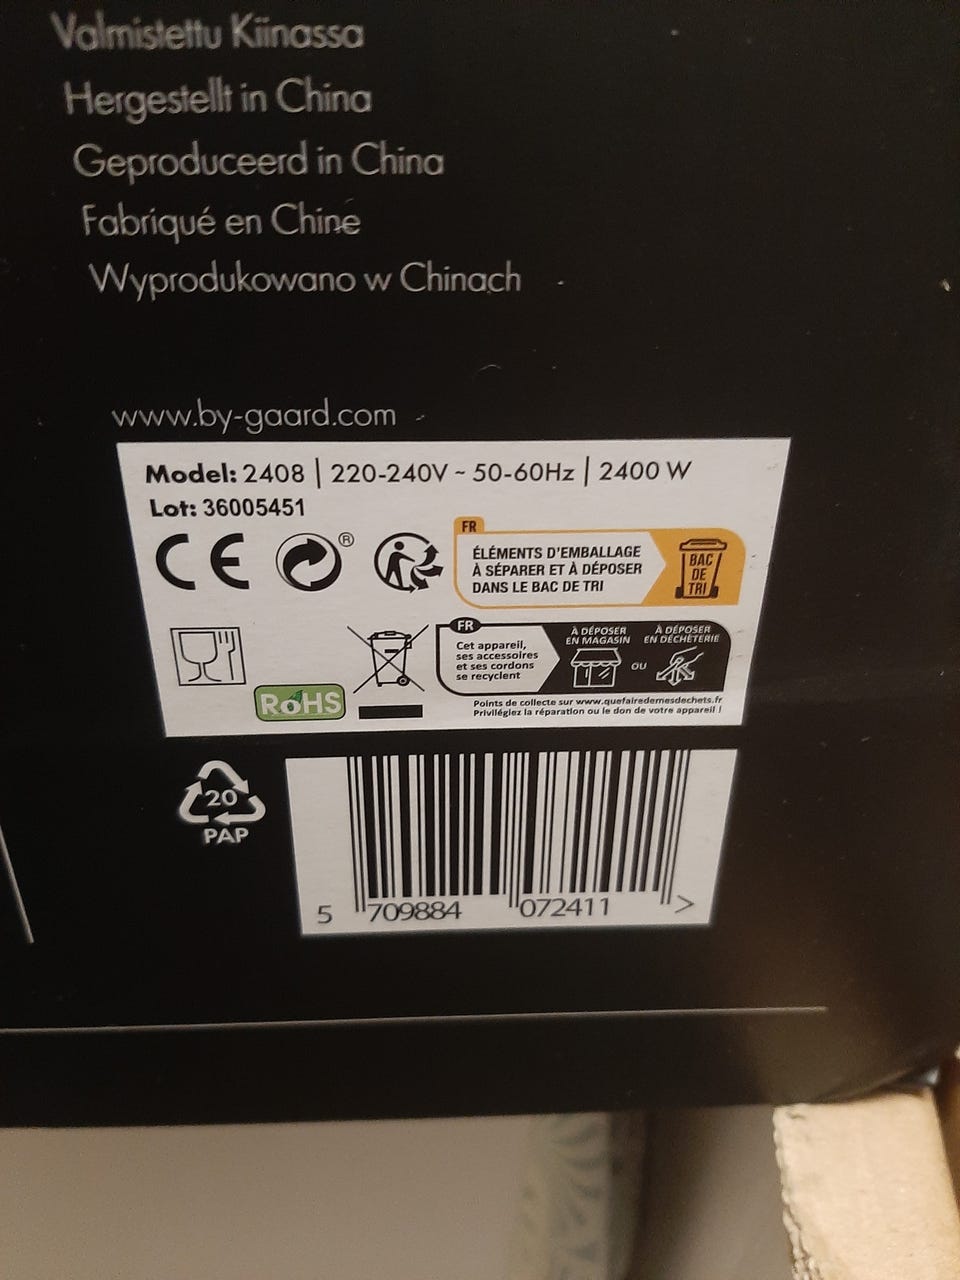 Valmistettu Kiinassa
Hergestellt in China
Geproduceerd in China
Fabriqué en Chine
Wyprodukowano w Chinach
www.by-gaard.com
Model: 2408 | 220-240V ~ 50-60Hz | 2400 W
Lot: 36005451
CE
®
FR
ÉLÉMENTS D'EMBALLAGE
À SÉPARER ET À DÉPOSER
DANS LE BAC DE TRI
BAC
DE
TRI
RoHS
FR
Cet appareil,
ses accessoires
et ses cordons
se recyclent
À DÉPOSER
EN MAGASIN
OU
À DÉPOSER
EN DÉCHÈTERIE
Points de collecte sur www.quefairedemesdechets.fr
Privilégiez la réparation ou le don de votre appareil !
20
PAP
5 709884 072411 >